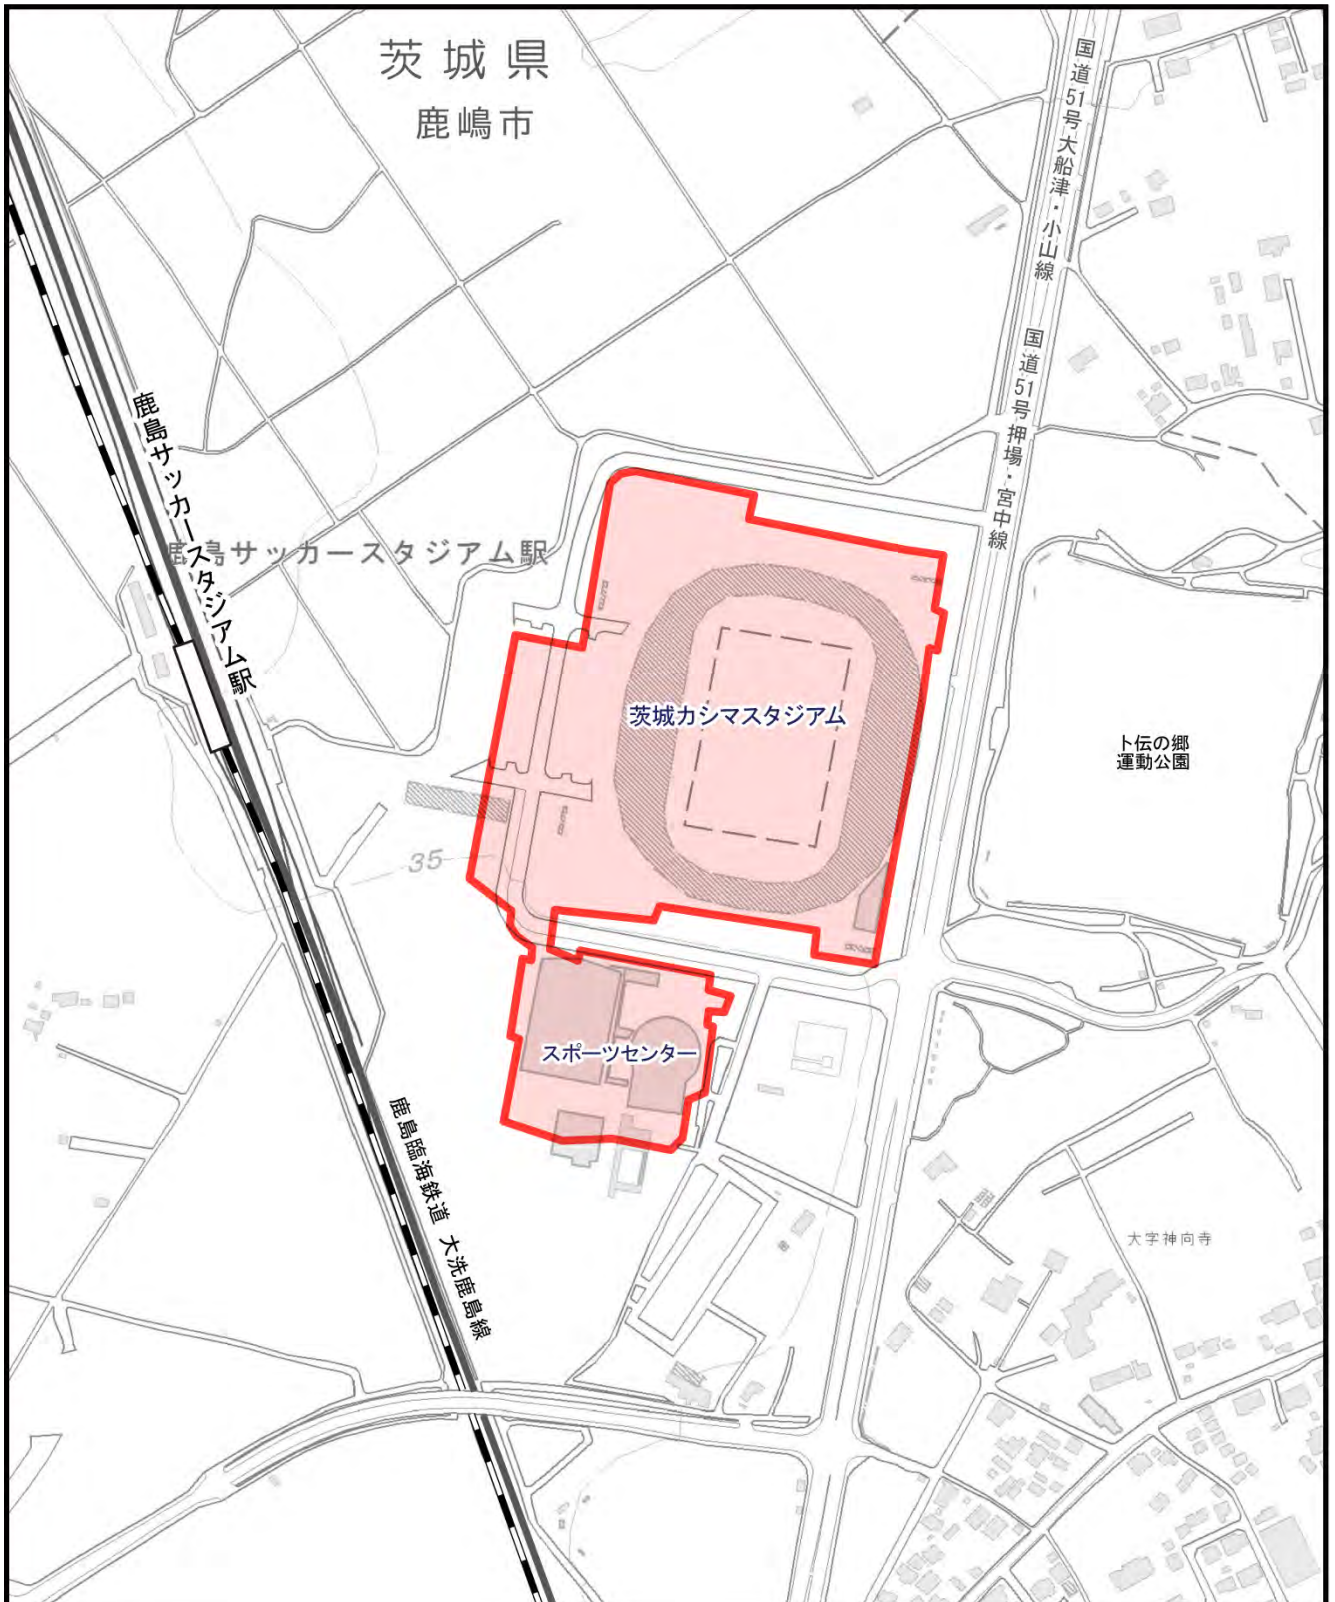 茨城県
鹿嶋市
国道51号大船津・小山線
国道51号押場・宮中線
鹿島サッカースタジアム駅
鹿島サッカースタジアム駅
茨城カシマスタジアム
卜伝の郷
運動公園
35
スポーツセンター
鹿島臨海鉄道 大洗鹿島線
大字神向寺